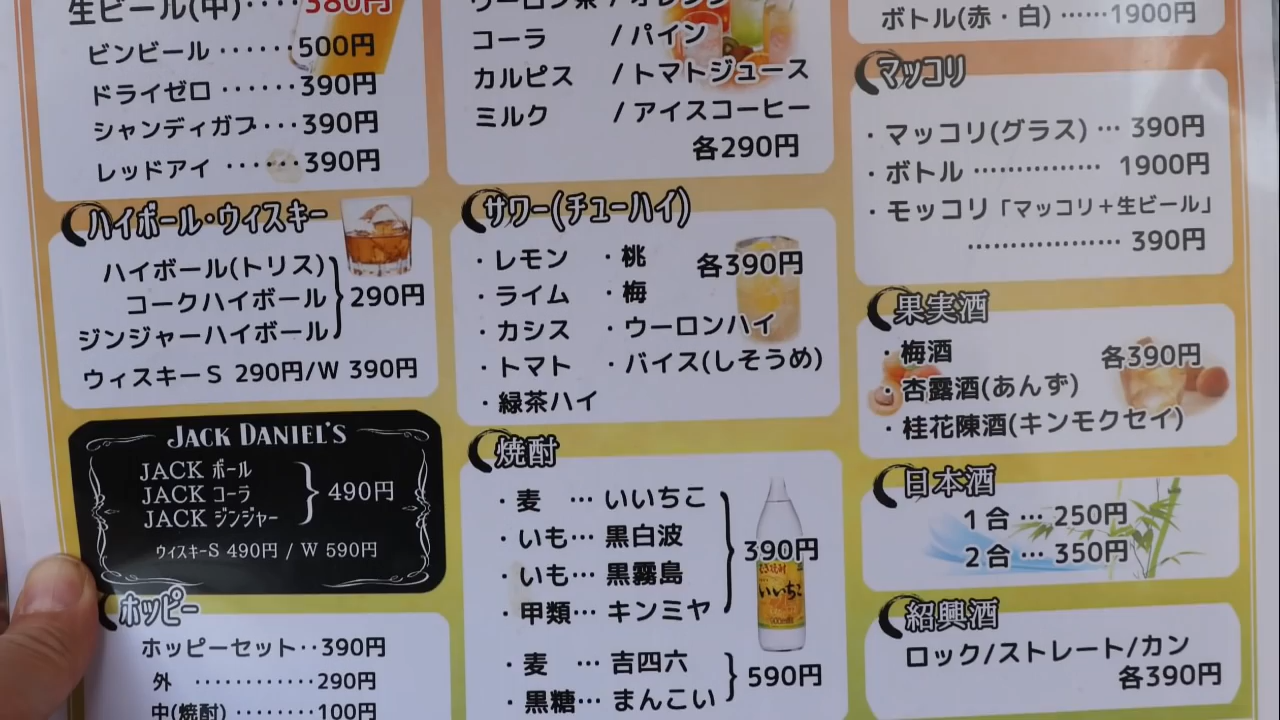 生ビール(中)‥‥380円
ビンビール ‥‥‥500円
ドライゼロ ‥‥‥390円
シャンディガフ‥‥390円
レッドアイ ‥‥‥390円
ハイボール・ウィスキー
ハイボール(トリス)
コークハイボール
ジンジャーハイボール
290円
ウィスキーS 290円/W 390円
JACK DANIEL'S
JACK ボール
JACK コーラ
JACK ジンジャー
490円
ウィスキーS 490円 / W 590円
ホッピー
ホッピーセット‥390円
外 ‥‥‥‥‥‥290円
中(焼酎) ‥‥‥‥100円
ウーロン茶 / オレンジ
コーラ / パイン
カルピス / トマトジュース
ミルク / アイスコーヒー
各290円
サワー(チューハイ)
・レモン ・桃
各390円
・ライム ・梅
・カシス ・ウーロンハイ
・トマト ・バイス(しそうめ)
・緑茶ハイ
焼酎
・麦 … いいちこ
・いも… 黒白波
・いも… 黒霧島
・甲類… キンミヤ
390円
いいちこ
・麦 … 吉四六
・黒糖… まんこい
590円
ボトル(赤・白) ……1900円
マッコリ
・マッコリ(グラス) … 390円
・ボトル …………… 1900円
・モッコリ「マッコリ+生ビール」
……………… 390円
果実酒
・梅酒
各390円
・杏露酒(あんず)
・桂花陳酒(キンモクセイ)
日本酒
1合 … 250円
2合 … 350円
紹興酒
ロック/ストレート/カン
各390円